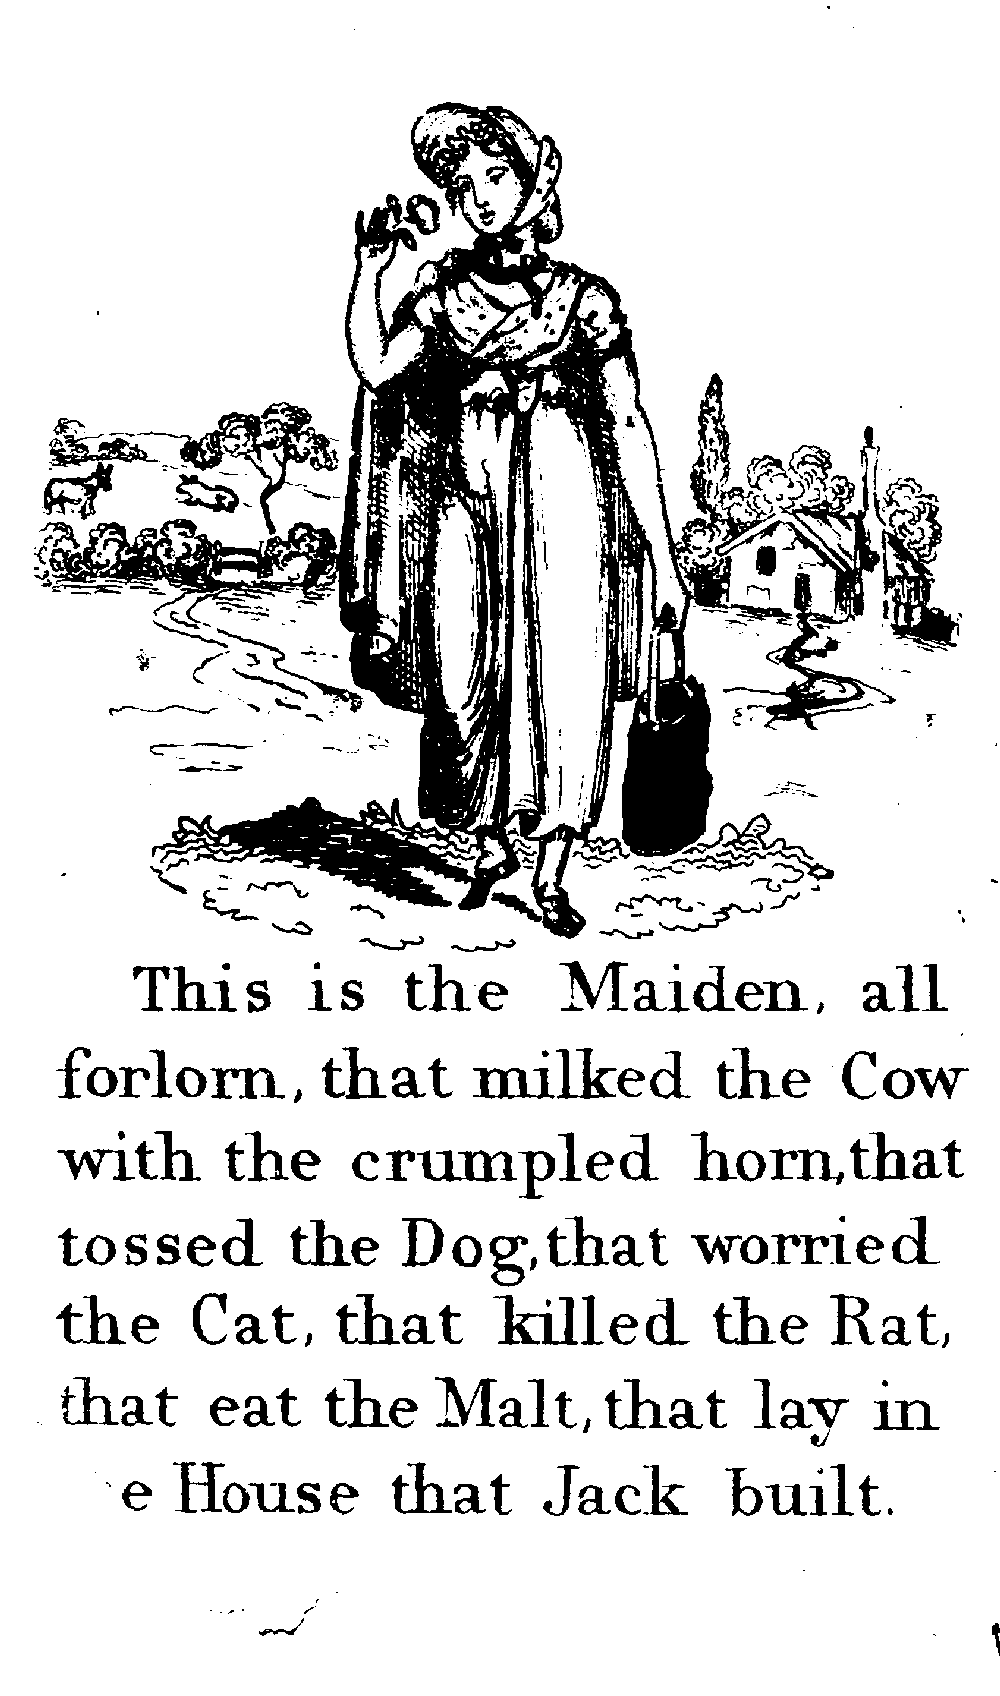 This is the Maiden, all
forlorn, that milked the Cow
with the crumpled horn, that
tossed the Dog, that worried
the Cat, that killed the Rat,
that eat the Malt, that lay in
e House that Jack built.